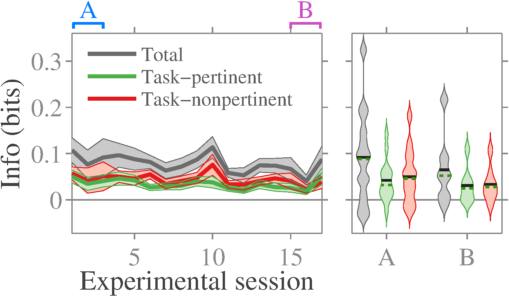 A B
Info (bits)
0.3
0.2
0.1
0
Total
Task-pertinent
Task-nonpertinent
5 10 15
Experimental session
A B